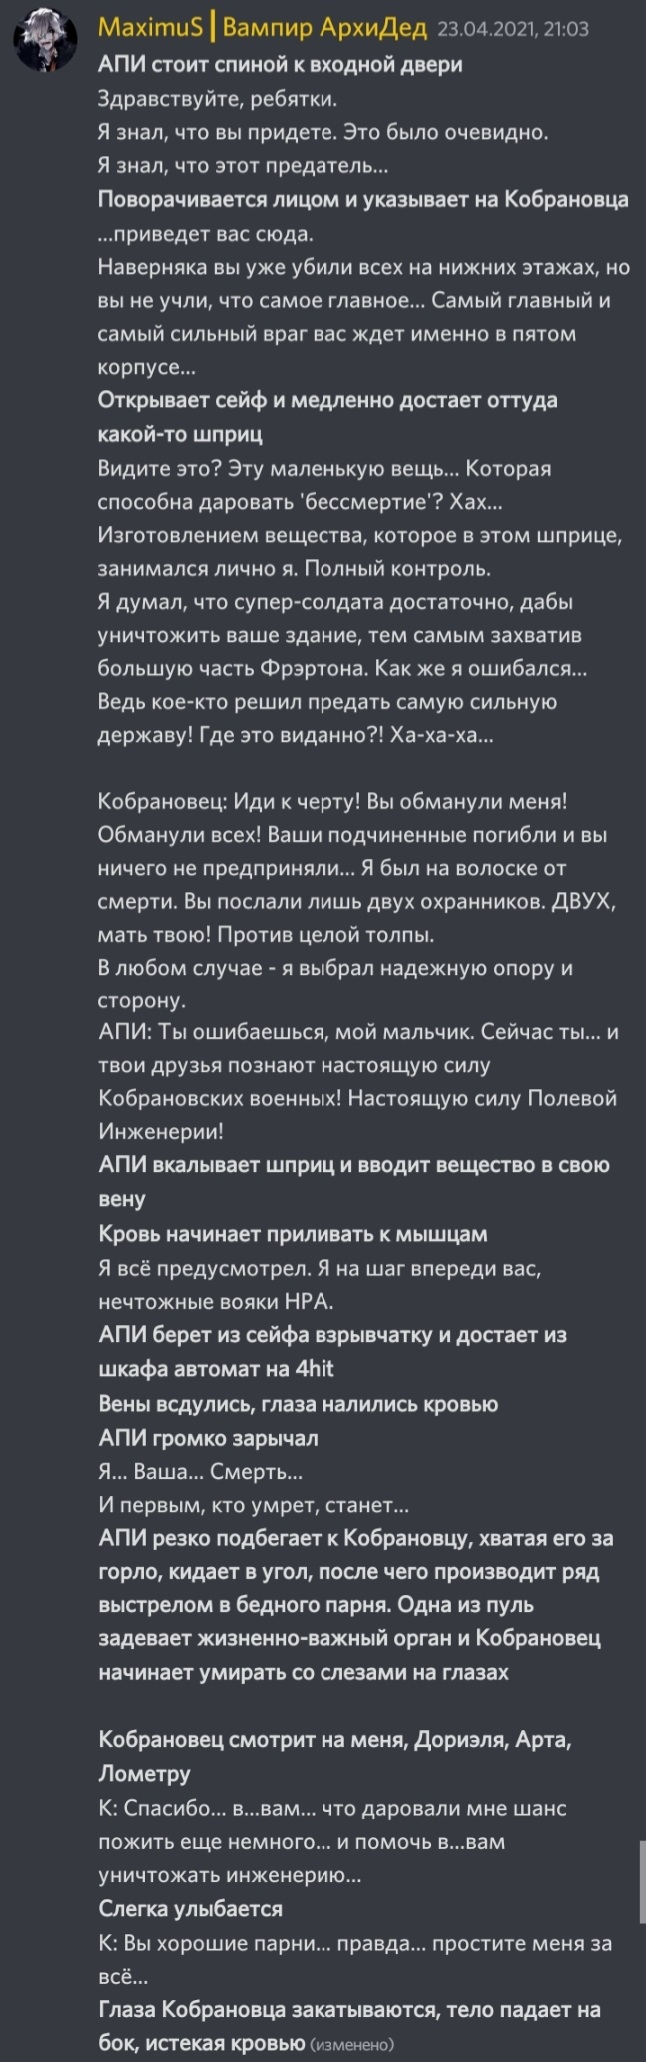 MaximuS | Вампир АрхиДед 23.04.2021, 21:03
АПИ стоит спиной к входной двери
Здравствуйте, ребятки.
Я знал, что вы придете. Это было очевидно.
Я знал, что этот предатель...
Поворачивается лицом и указывает на Кобрановца
...приведет вас сюда.
Наверняка вы уже убили всех на нижних этажах, но
вы не учли, что самое главное... Самый главный и
самый сильный враг вас ждет именно в пятом
корпусе...
Открывает сейф и медленно достает оттуда
какой-то шприц
Видите это? Эту маленькую вещь... Которая
способна даровать 'бессмертие'? Хах...
Изготовлением вещества, которое в этом шприце,
занимался лично я. Полный контроль.
Я думал, что супер-солдата достаточно, дабы
уничтожить ваше здание, тем самым захватив
большую часть Фрэртона. Как же я ошибался...
Ведь кое-кто решил предать самую сильную
державу! Где это виданно?! Ха-ха-ха...
Кобрановец: Иди к черту! Вы обманули меня!
Обманули всех! Ваши подчиненные погибли и вы
ничего не предприняли... Я был на волоске от
смерти. Вы послали лишь двух охранников. ДВУХ,
мать твою! Против целой толпы.
В любом случае - я выбрал надежную опору и
сторону.
АПИ: Ты ошибаешься, мой мальчик. Сейчас ты... и
твои друзья познают настоящую силу
Кобрановских военных! Настоящую силу Полевой
Инженерии!
АПИ вкалывает шприц и вводит вещество в свою
вену
Кровь начинает приливать к мышцам
Я всё предусмотрел. Я на шаг впереди вас,
нечтожные вояки НРА.
АПИ берет из сейфа взрывчатку и достает из
шкафа автомат на 4hit
Вены всдулись, глаза налились кровью
АПИ громко зарычал
Я... Ваша... Смерть...
И первым, кто умрет, станет...
АПИ резко подбегает к Кобрановцу, хватая его за
горло, кидает в угол, после чего производит ряд
выстрелом в бедного парня. Одна из пуль
задевает жизненно-важный орган и Кобрановец
начинает умирать со слезами на глазах
Кобрановец смотрит на меня, Дориэля, Арта,
Лометру
К: Спасибо... в...вам... что даровали мне шанс
пожить еще немного... и помочь в...вам
уничтожать инженерию...
Слегка улыбается
К: Вы хорошие парни... правда... простите меня за
всё...
Глаза Кобрановца закатываются, тело падает на
бок, истекая кровью (изменено)